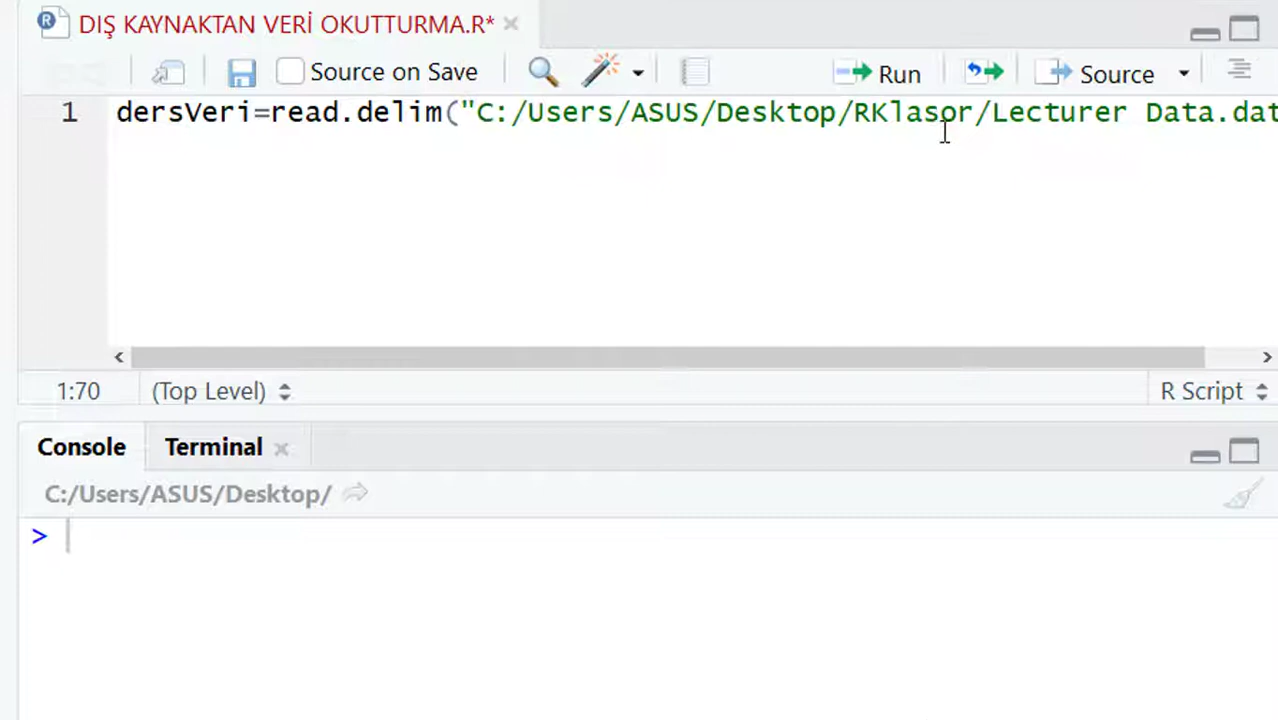 DIŞ KAYNAKTAN VERİ OKUTTURMA.R*
Source on Save
Run
Source
1 dersVeri=read.delim("C:/Users/ASUS/Desktop/RKlasor/Lecturer Data.dat
1:70 (Top Level) R Script
Console Terminal
C:/Users/ASUS/Desktop/
>